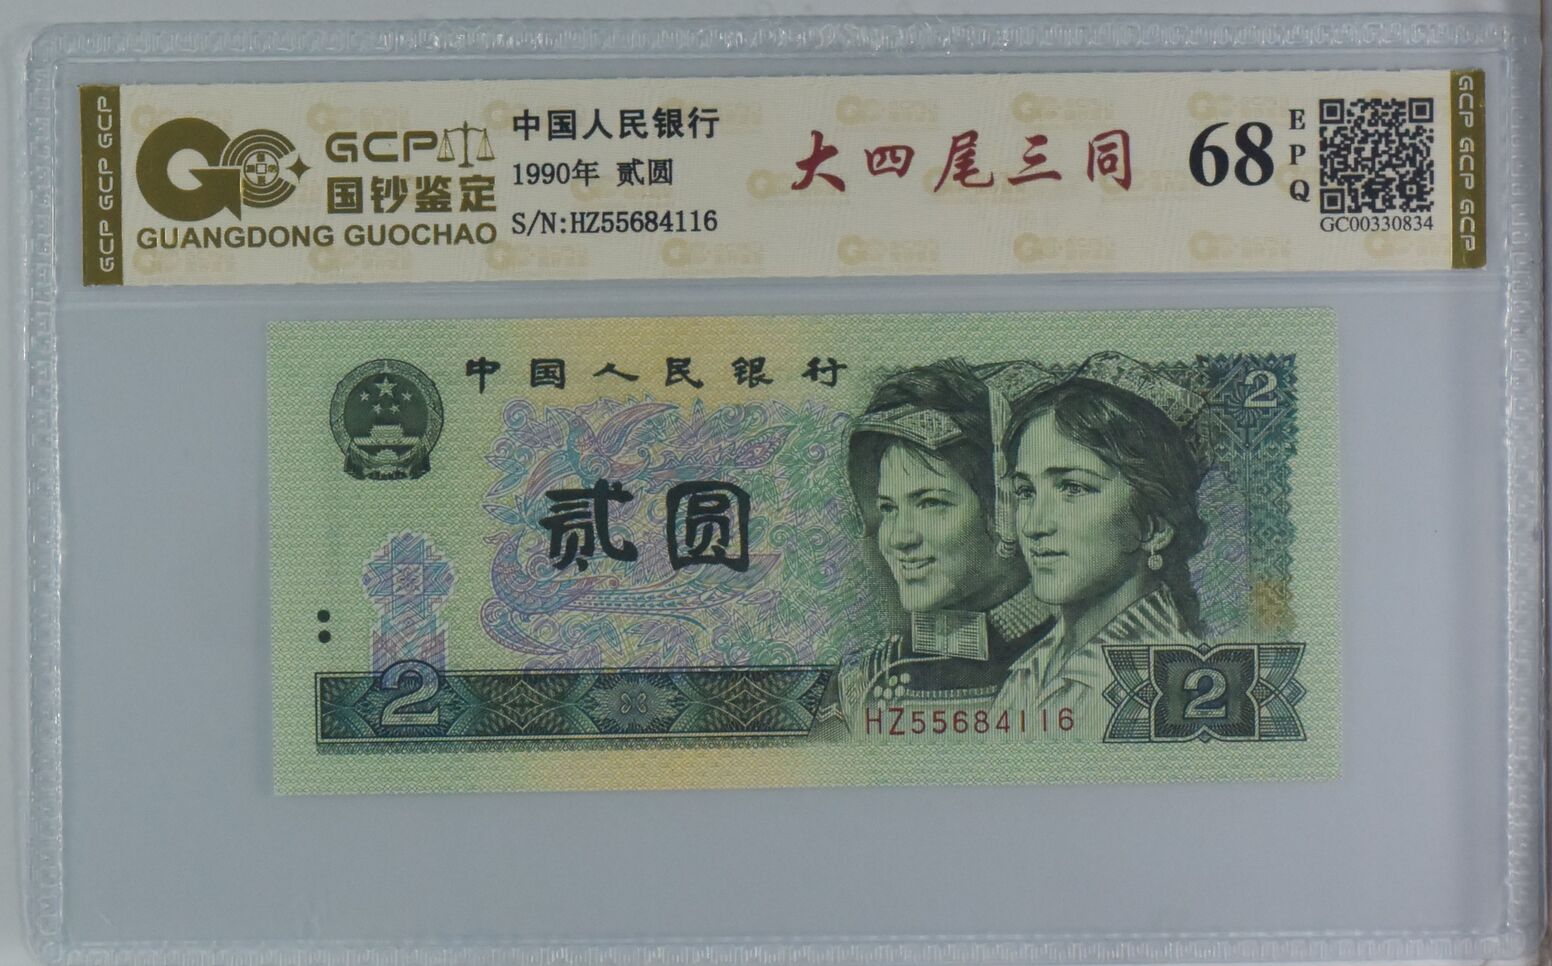 GCP
国钞鉴定
GUANGDONG GUOCHAO
中国人民银行
1990年 贰圆
S/N:HZ55684116
大四尾三同
68
EPQ
GC00330834
GCP GCP GCP
GCP GCP GCP
中国人民银行
2
贰圆
2
2
HZ55684116